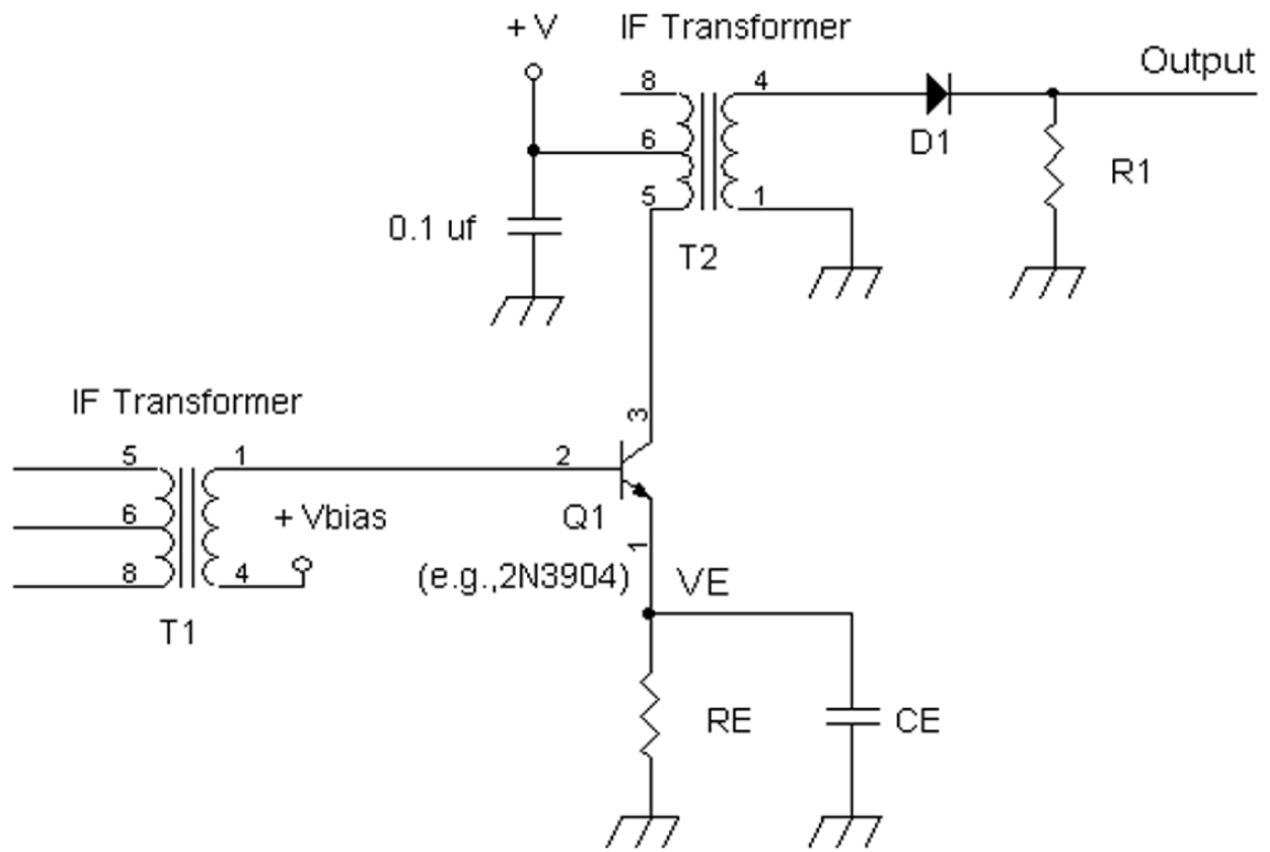 + V
IF Transformer
Output
8
4
D1
6
R1
5
1
0.1 uf
T2
IF Transformer
3
5
1
2
6
+ Vbias
Q1
1
8
4
(e.g.,2N3904)
VE
T1
RE
CE